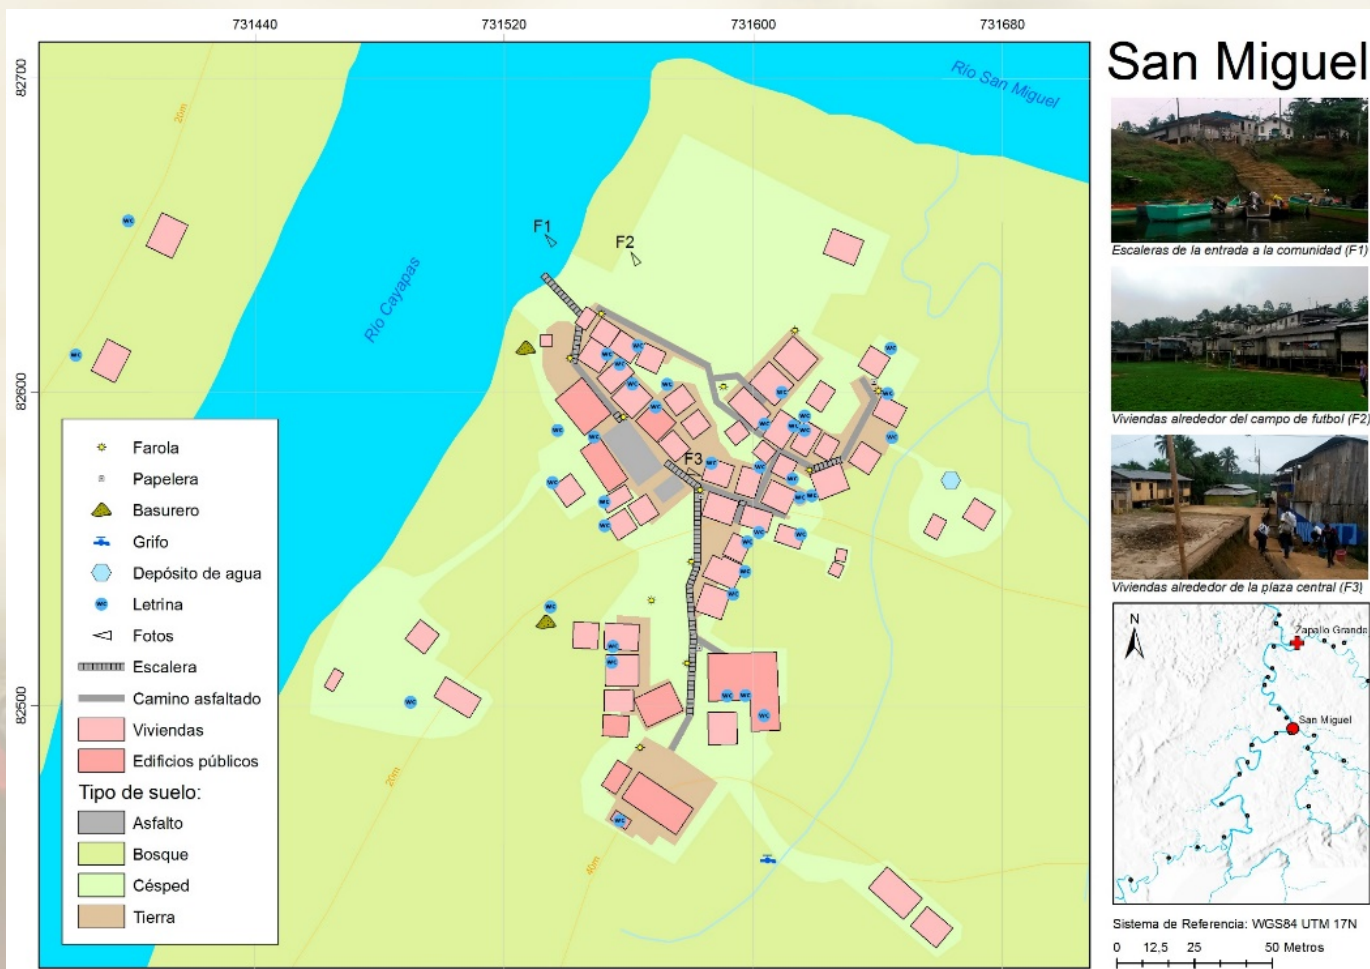 731440
731520
731600
731680
San Miguel
82700
82600
82500
Río San Miguel
Río Cayapas
20m
20m
40m
F1
F2
F3
Escaleras de la entrada a la comunidad (F1)
Viviendas alrededor del campo de futbol (F2)
Viviendas alrededor de la plaza central (F3)
Farola
Papelera
Basurero
Grifo
Depósito de agua
WC
Letrina
Fotos
Escalera
Camino asfaltado
Viviendas
Edificios públicos
Tipo de suelo:
Asfalto
Bosque
Césped
Tierra
N
Zapallo Grande
San Miguel
Sistema de Referencia: WGS84 UTM 17N
0 12,5 25 50 Metros